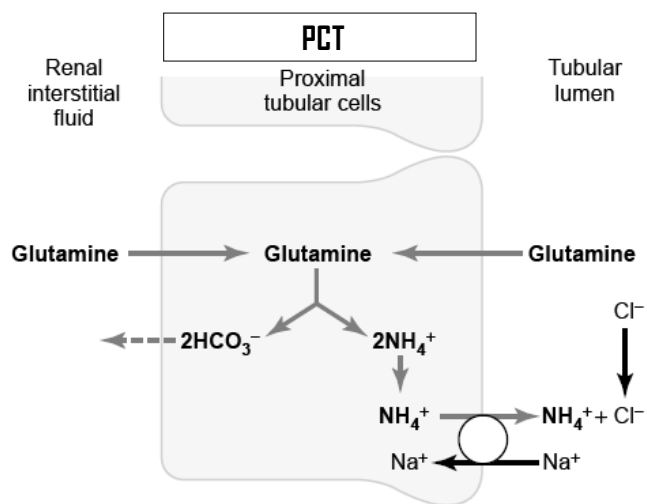 PCT
Renal
interstitial
fluid
Proximal
tubular cells
Tubular
lumen
Glutamine
Glutamine
Glutamine
Cl⁻
2HCO₃⁻
2NH₄⁺
NH₄⁺
NH₄⁺ + Cl⁻
Na⁺
Na⁺